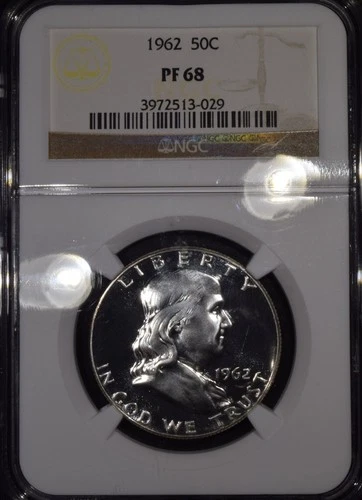 1962 50C
PF 68
3972513-029
NGC
LIBERTY
1962
IN GOD WE TRUST